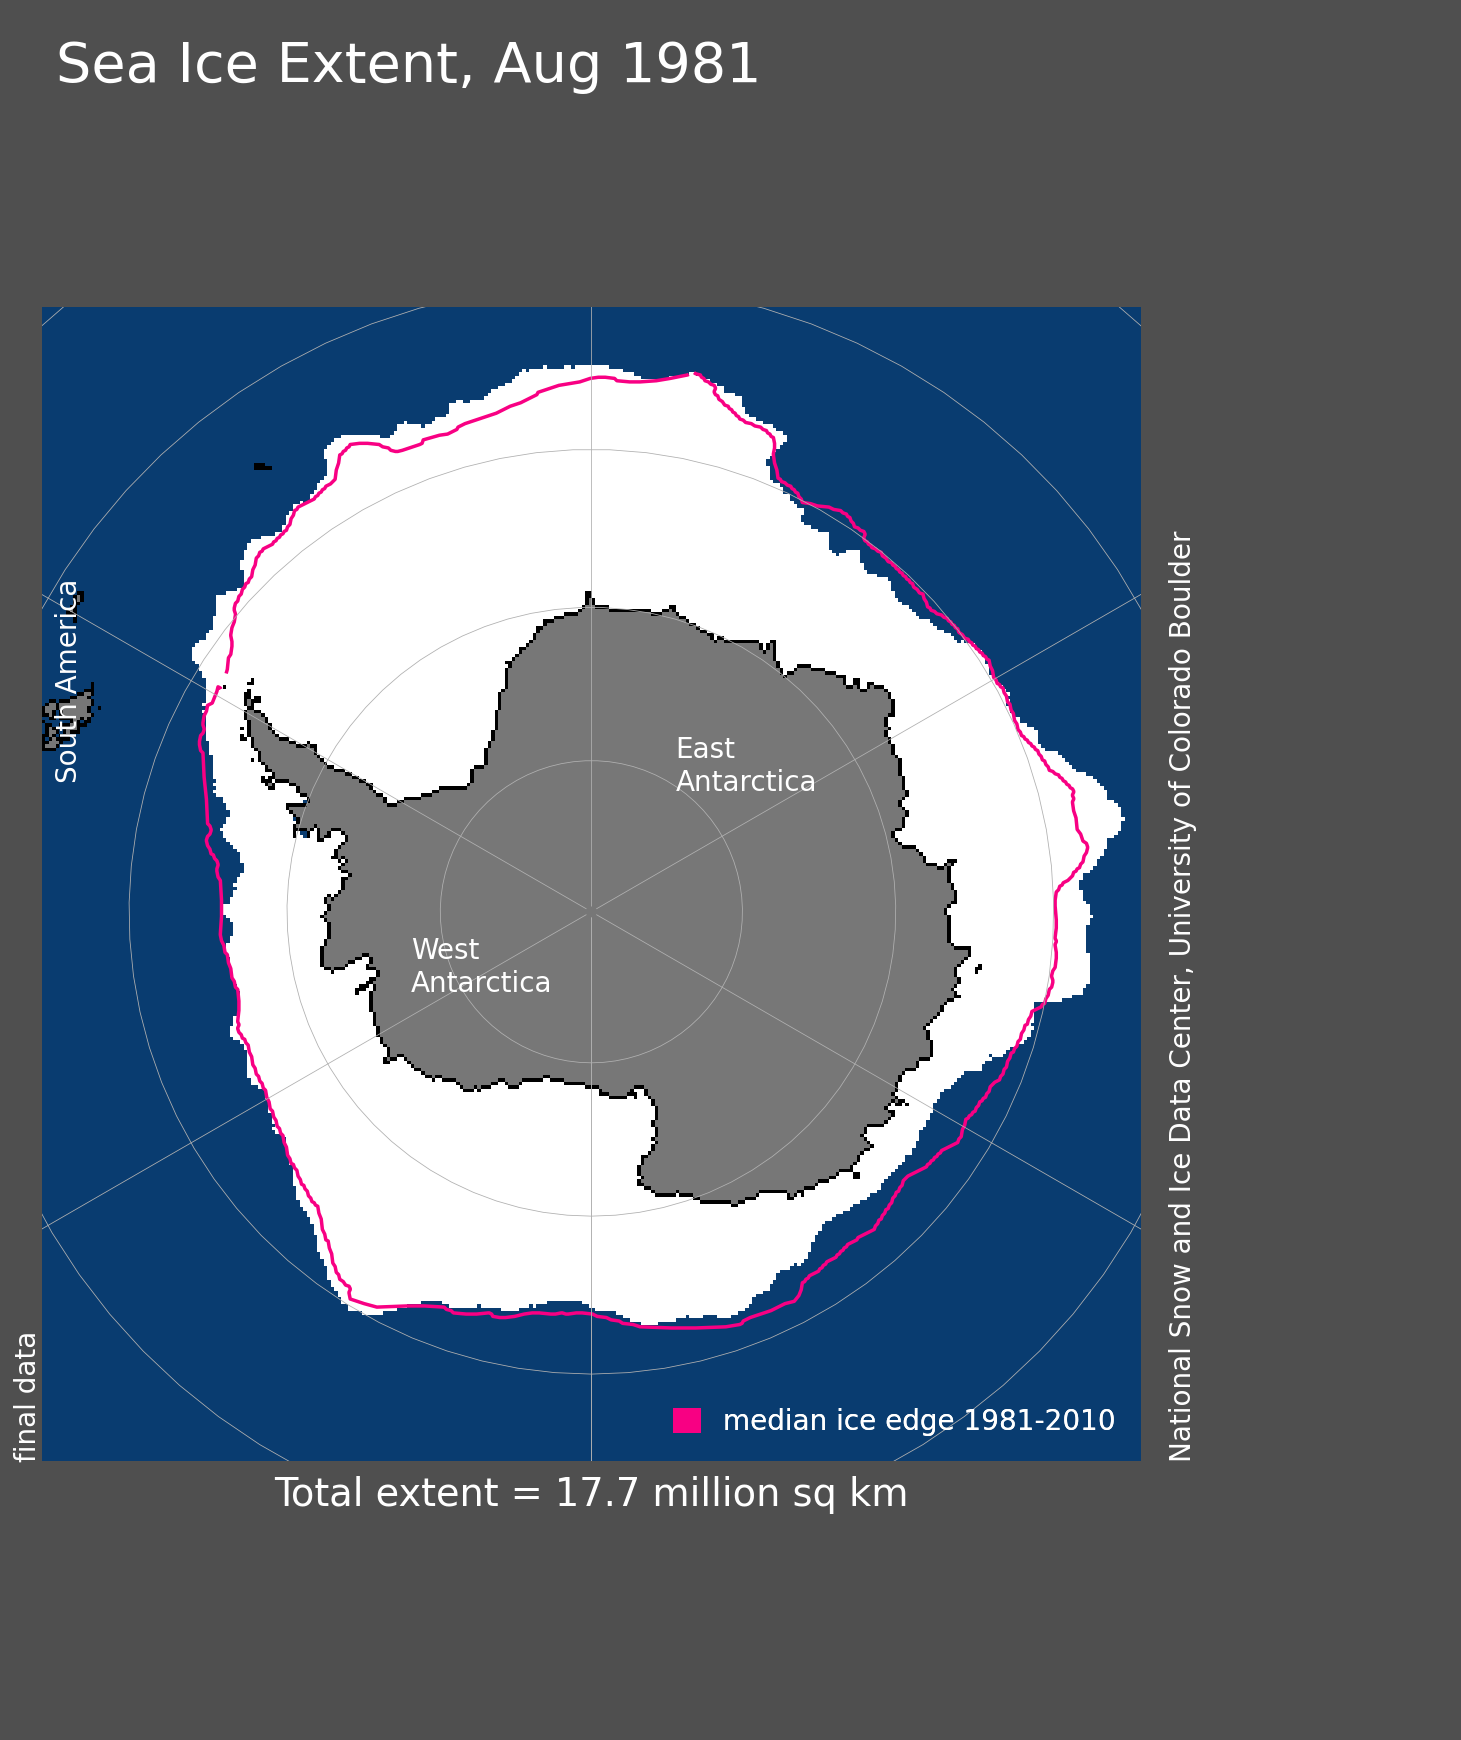 Sea Ice Extent, Aug 1981
South America
East
Antarctica
West
Antarctica
median ice edge 1981-2010
final data
National Snow and Ice Data Center, University of Colorado Boulder
Total extent = 17.7 million sq km